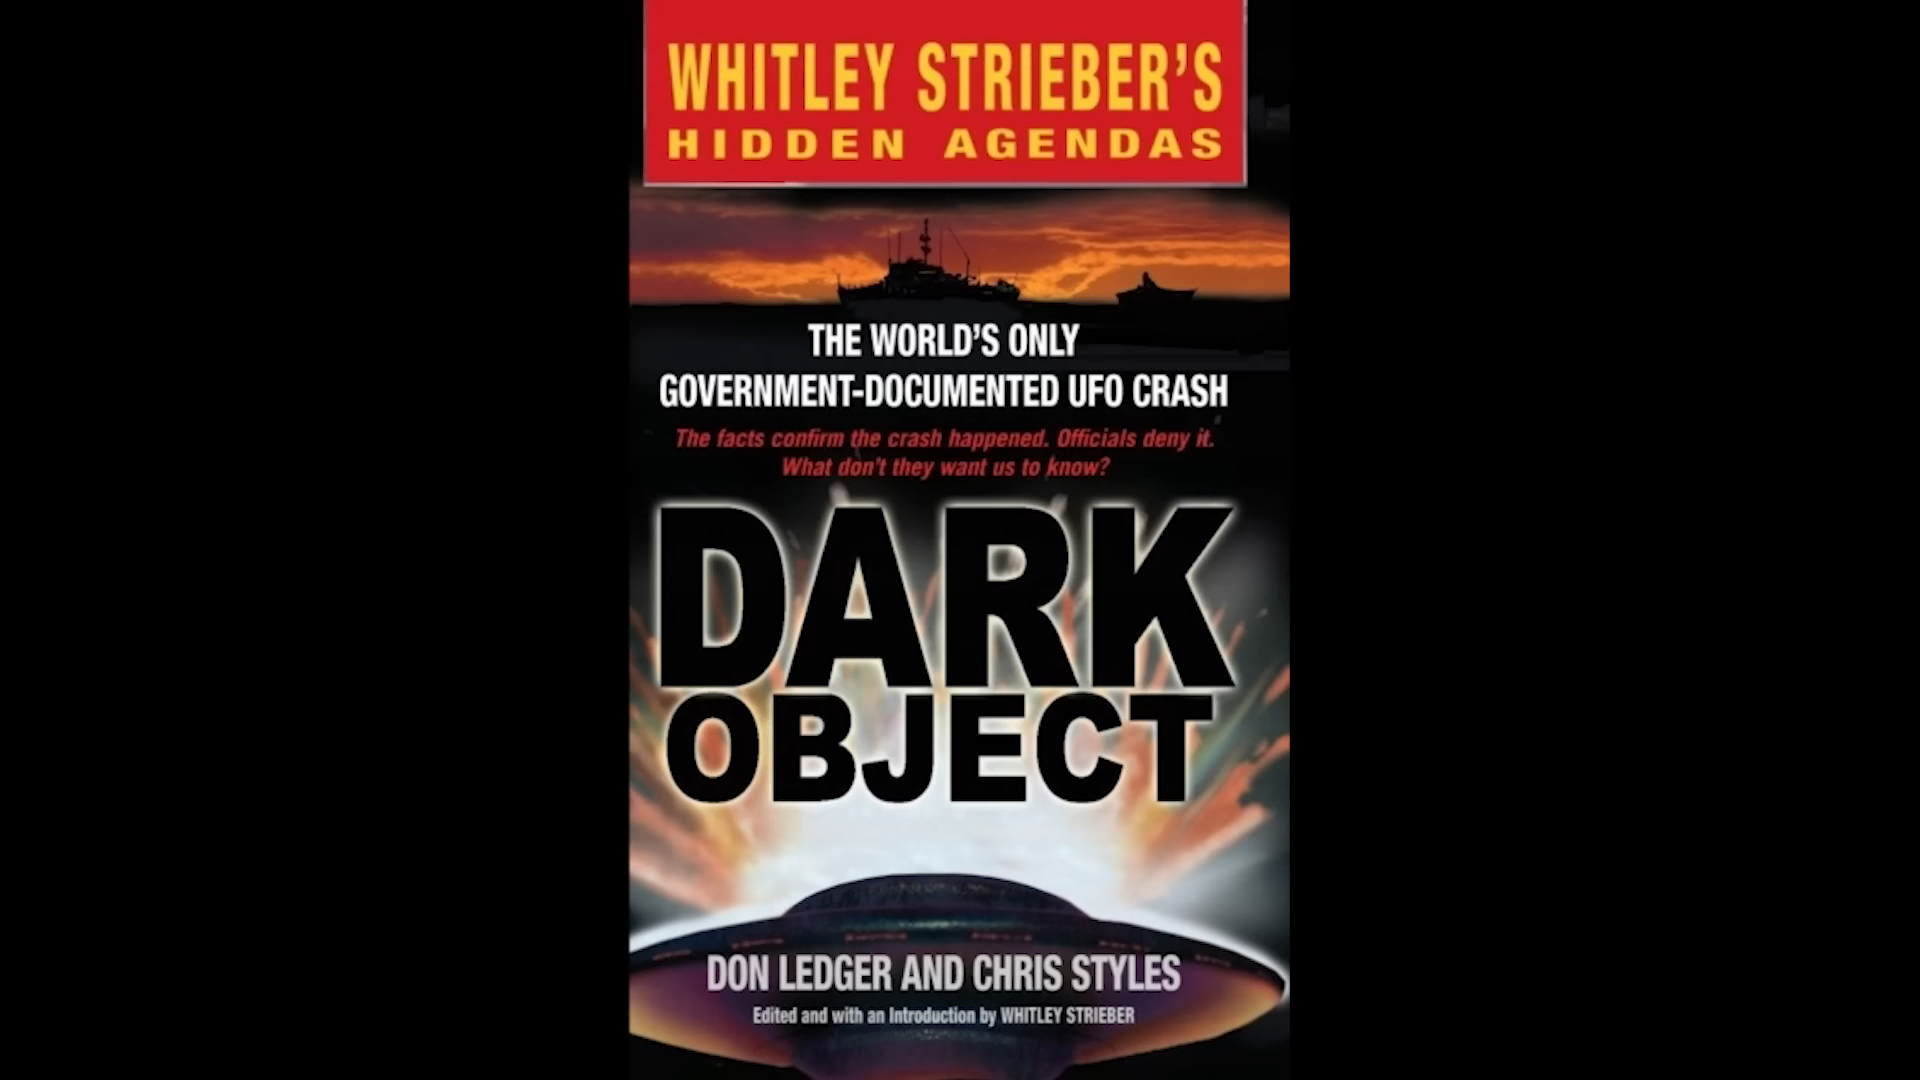 WHITLEY STRIEBER'S
HIDDEN AGENDAS
THE WORLD'S ONLY
GOVERNMENT-DOCUMENTED UFO CRASH
The facts confirm the crash happened. Officials deny it.
What don't they want us to know?
DARK
OBJECT
DON LEDGER AND CHRIS STYLES
Edited and with an Introduction by WHITLEY STRIEBER